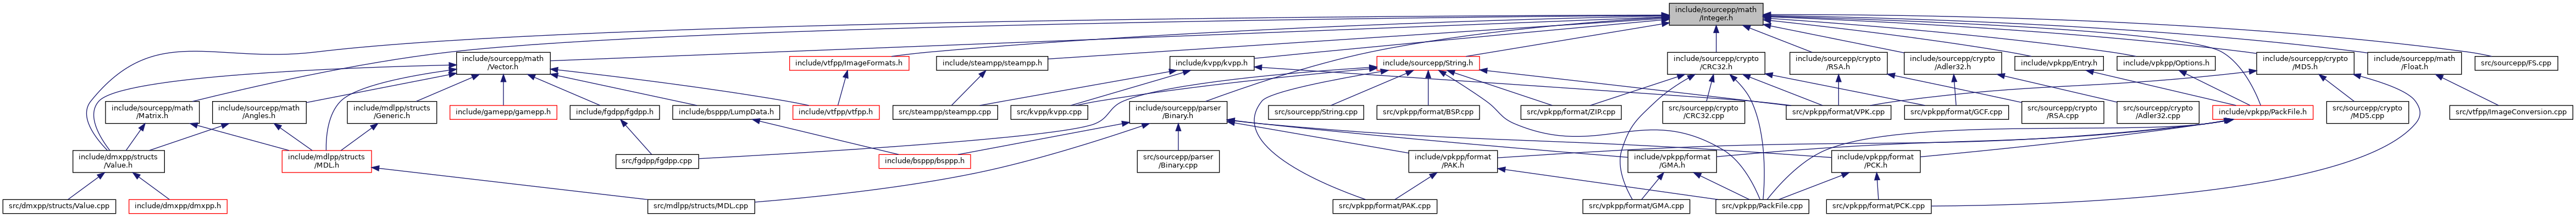 include/sourcepp/math
/Integer.h
include/sourcepp/math
/Vector.h
include/vtfpp/ImageFormats.h
include/steampp/steampp.h
include/kvpp/kvpp.h
include/sourcepp/String.h
include/sourcepp/crypto
/CRC32.h
include/sourcepp/crypto
/RSA.h
include/sourcepp/crypto
/Adler32.h
include/vpkpp/Entry.h
include/vpkpp/Options.h
include/sourcepp/crypto
/MD5.h
include/sourcepp/math
/Float.h
src/sourcepp/FS.cpp
include/sourcepp/math
/Matrix.h
include/sourcepp/math
/Angles.h
include/mdlpp/structs
/Generic.h
include/gamepp/gamepp.h
include/fgdpp/fgdpp.h
include/bsppp/LumpData.h
include/vtfpp/vtfpp.h
src/steampp/steampp.cpp
src/kvpp/kvpp.cpp
include/sourcepp/parser
/Binary.h
src/sourcepp/String.cpp
src/vpkpp/format/BSP.cpp
src/vpkpp/format/ZIP.cpp
src/sourcepp/crypto
/CRC32.cpp
src/vpkpp/format/VPK.cpp
src/vpkpp/format/GCF.cpp
src/sourcepp/crypto
/RSA.cpp
src/sourcepp/crypto
/Adler32.cpp
include/vpkpp/PackFile.h
src/sourcepp/crypto
/MD5.cpp
src/vtfpp/ImageConversion.cpp
include/dmxpp/structs
/Value.h
include/mdlpp/structs
/MDL.h
src/fgdpp/fgdpp.cpp
include/bsppp/bsppp.h
src/sourcepp/parser
/Binary.cpp
include/vpkpp/format
/PAK.h
include/vpkpp/format
/GMA.h
include/vpkpp/format
/PCK.h
src/dmxpp/structs/Value.cpp
include/dmxpp/dmxpp.h
src/mdlpp/structs/MDL.cpp
src/vpkpp/format/PAK.cpp
src/vpkpp/format/GMA.cpp
src/vpkpp/PackFile.cpp
src/vpkpp/format/PCK.cpp